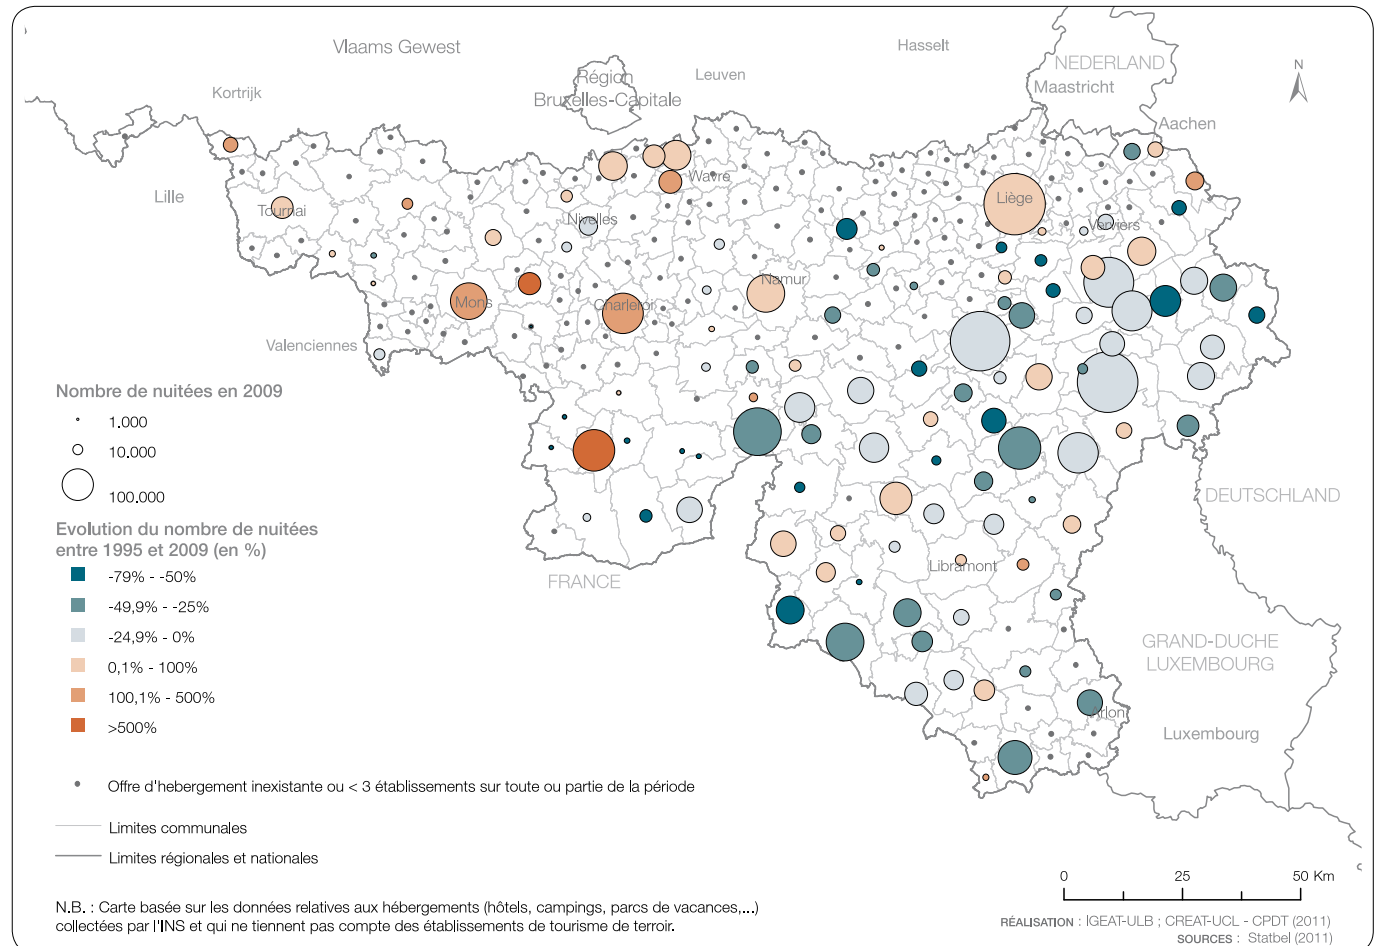 Vlaams Gewest
Hasselt
NEDERLAND
Maastricht
Région
Bruxelles-Capitale
Leuven
Kortrijk
Aachen
N
Lille
Tournai
Wavre
Nivelles
Liège
Verviers
Mons
Charleroi
Namur
Valenciennes
Nombre de nuitées en 2009
1.000
10.000
100.000
Evolution du nombre de nuitées
entre 1995 et 2009 (en %)
-79% - -50%
-49,9% - -25%
-24,9% - 0%
0,1% - 100%
100,1% - 500%
>500%
FRANCE
Libramont
DEUTSCHLAND
GRAND-DUCHE
LUXEMBOURG
Arlon
Luxembourg
Offre d'hebergement inexistante ou < 3 établissements sur toute ou partie de la période
Limites communales
Limites régionales et nationales
0 25 50 Km
N.B. : Carte basée sur les données relatives aux hébergements (hôtels, campings, parcs de vacances,...)
collectées par l'INS et qui ne tiennent pas compte des établissements de tourisme de terroir.
RÉALISATION : IGEAT-ULB ; CREAT-UCL - CPDT (2011)
SOURCES : Statbel (2011)